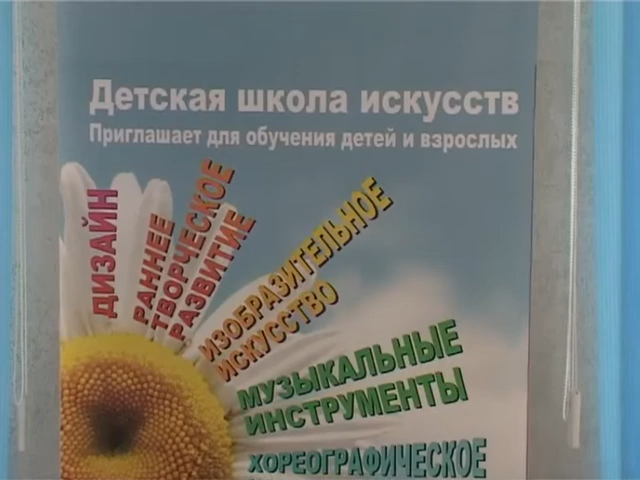 Детская школа искусств
Приглашает для обучения детей и взрослых
ДИЗАЙН
РАННЕЕ
ТВОРЧЕСКОЕ
РАЗВИТИЕ
ИЗОБРАЗИТЕЛЬНОЕ
ИСКУССТВО
МУЗЫКАЛЬНЫЕ
ИНСТРУМЕНТЫ
ХОРЕОГРАФИЧЕСКОЕ